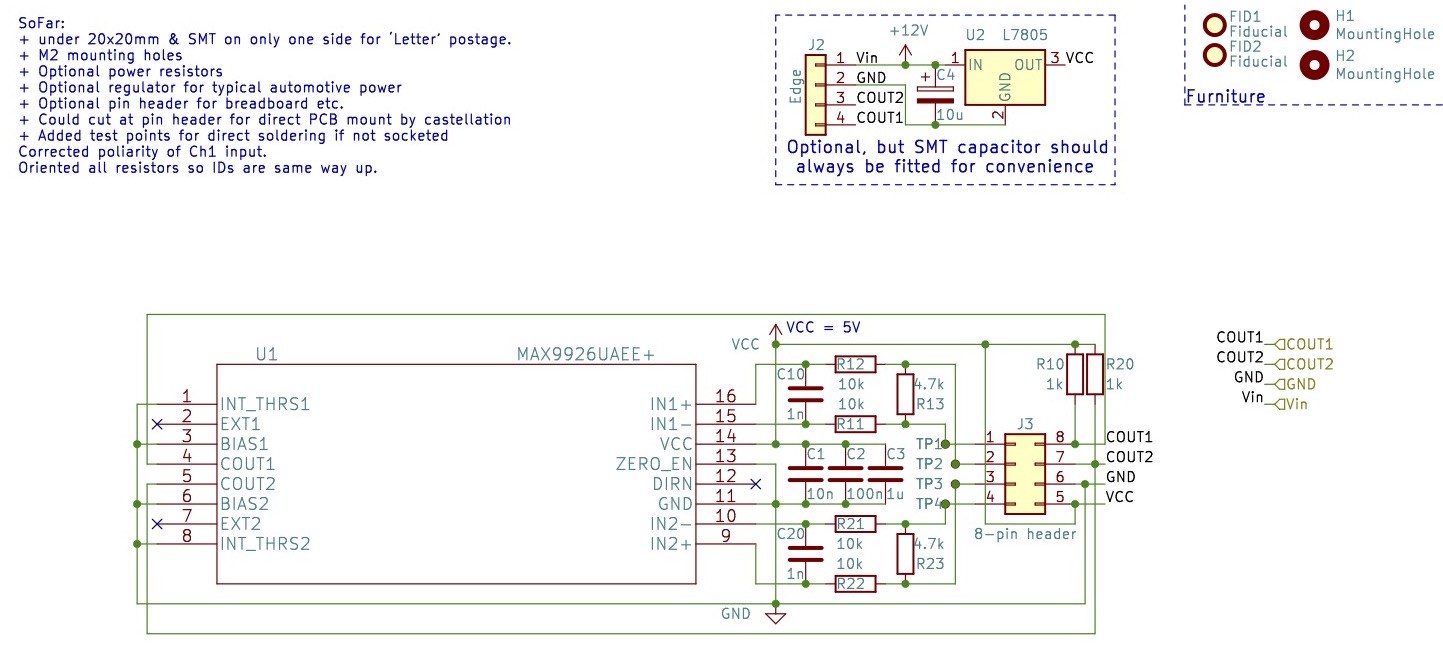 SoFar:
+ under 20x20mm & SMT on only one side for 'Letter' postage.
+ M2 mounting holes
+ Optional power resistors
+ Optional regulator for typical automotive power
+ Optional pin header for breadboard etc.
+ Could cut at pin header for direct PCB mount by castellation
+ Added test points for direct soldering if not socketed
Corrected poliarity of Ch1 input.
Oriented all resistors so IDs are same way up.
+12V
J2
U2 L7805
Edge
1 Vin
2 GND
3 COUT2
4 COUT1
+ C4
10u
1 IN OUT 3 VCC
GND
2
Optional, but SMT capacitor should
always be fitted for convenience
FID1
Fiducial
FID2
Fiducial
H1
MountingHole
H2
MountingHole
Furniture
U1 MAX9926UAEE+
1 INT_THRS1
2 EXT1
3 BIAS1
4 COUT1
5 COUT2
6 BIAS2
7 EXT2
8 INT_THRS2
IN1+ 16
IN1- 15
VCC 14
ZERO_EN 13
DIRN 12
GND 11
IN2- 10
IN2+ 9
VCC = 5V
VCC
C10
1n
R12
10k
10k
R11
4.7k
R13
C1
10n
C2
100n
C3
1u
C20
1n
R21
10k
10k
R22
4.7k
R23
GND
TP1
TP2
TP3
TP4
R10
1k
R20
1k
J3
1 8 COUT1
2 7 COUT2
3 6 GND
4 5 VCC
8-pin header
COUT1 COUT1
COUT2 COUT2
GND GND
Vin Vin